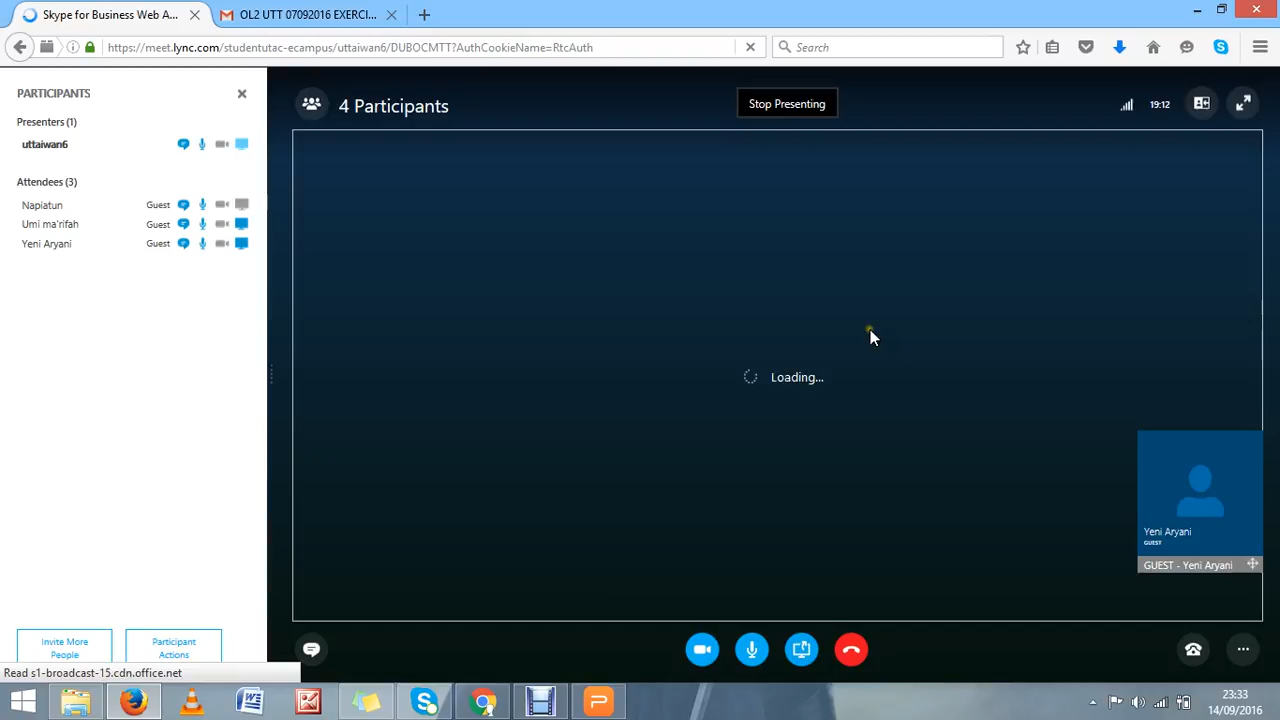 Skype for Business Web A...
OL2 UTT 07092016 EXERCI...
https://meet.lync.com/studentutac-ecampus/uttaiwan6/DUBOCMTT?AuthCookieName=RtcAuth
Search
PARTICIPANTS
Presenters (1)
uttaiwan6
Attendees (3)
Napiatun Guest
Umi ma'rifah Guest
Yeni Aryani Guest
4 Participants
Stop Presenting
19:12
Loading...
Yeni Aryani
GUEST
GUEST - Yeni Aryani
Invite More
People
Participant
Actions
Read s1-broadcast-15.cdn.office.net
23:33
14/09/2016